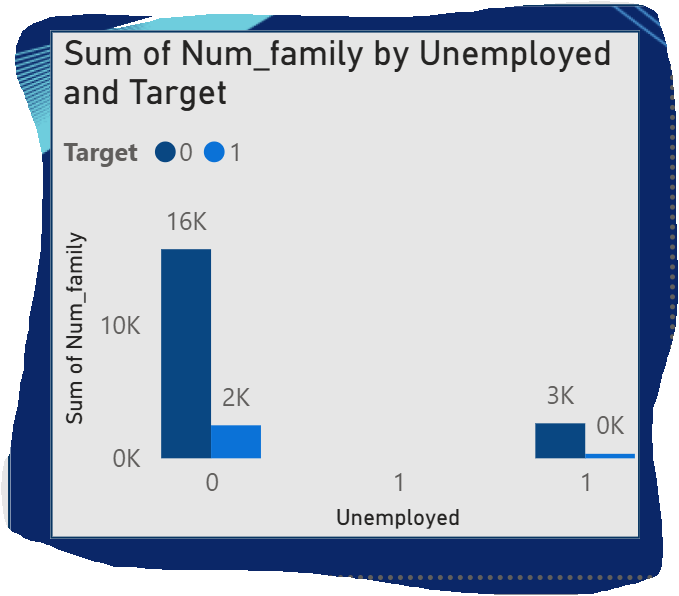 Sum of Num_family by Unemployed
and Target
Target 0 1
16K
10K
2K
3K
0K
0K
0 1 1
Sum of Num_family
Unemployed